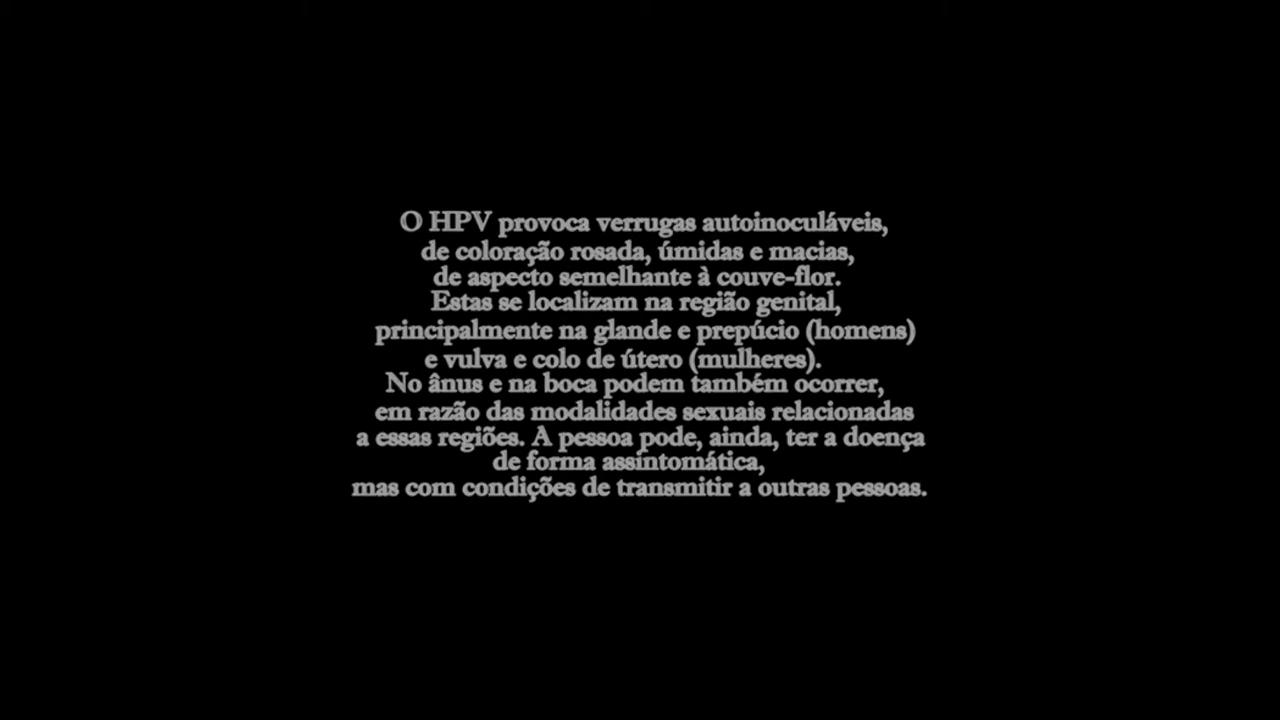 O HPV provoca verrugas autoinoculáveis,
de coloração rosada, úmidas e macias,
de aspecto semelhante à couve-flor.
Estas se localizam na região genital,
principalmente na glande e prepúcio (homens)
e vulva e colo de útero (mulheres).
No ânus e na boca podem também ocorrer,
em razão das modalidades sexuais relacionadas
a essas regiões. A pessoa pode, ainda, ter a doença
de forma assintomática,
mas com condições de transmitir a outras pessoas.